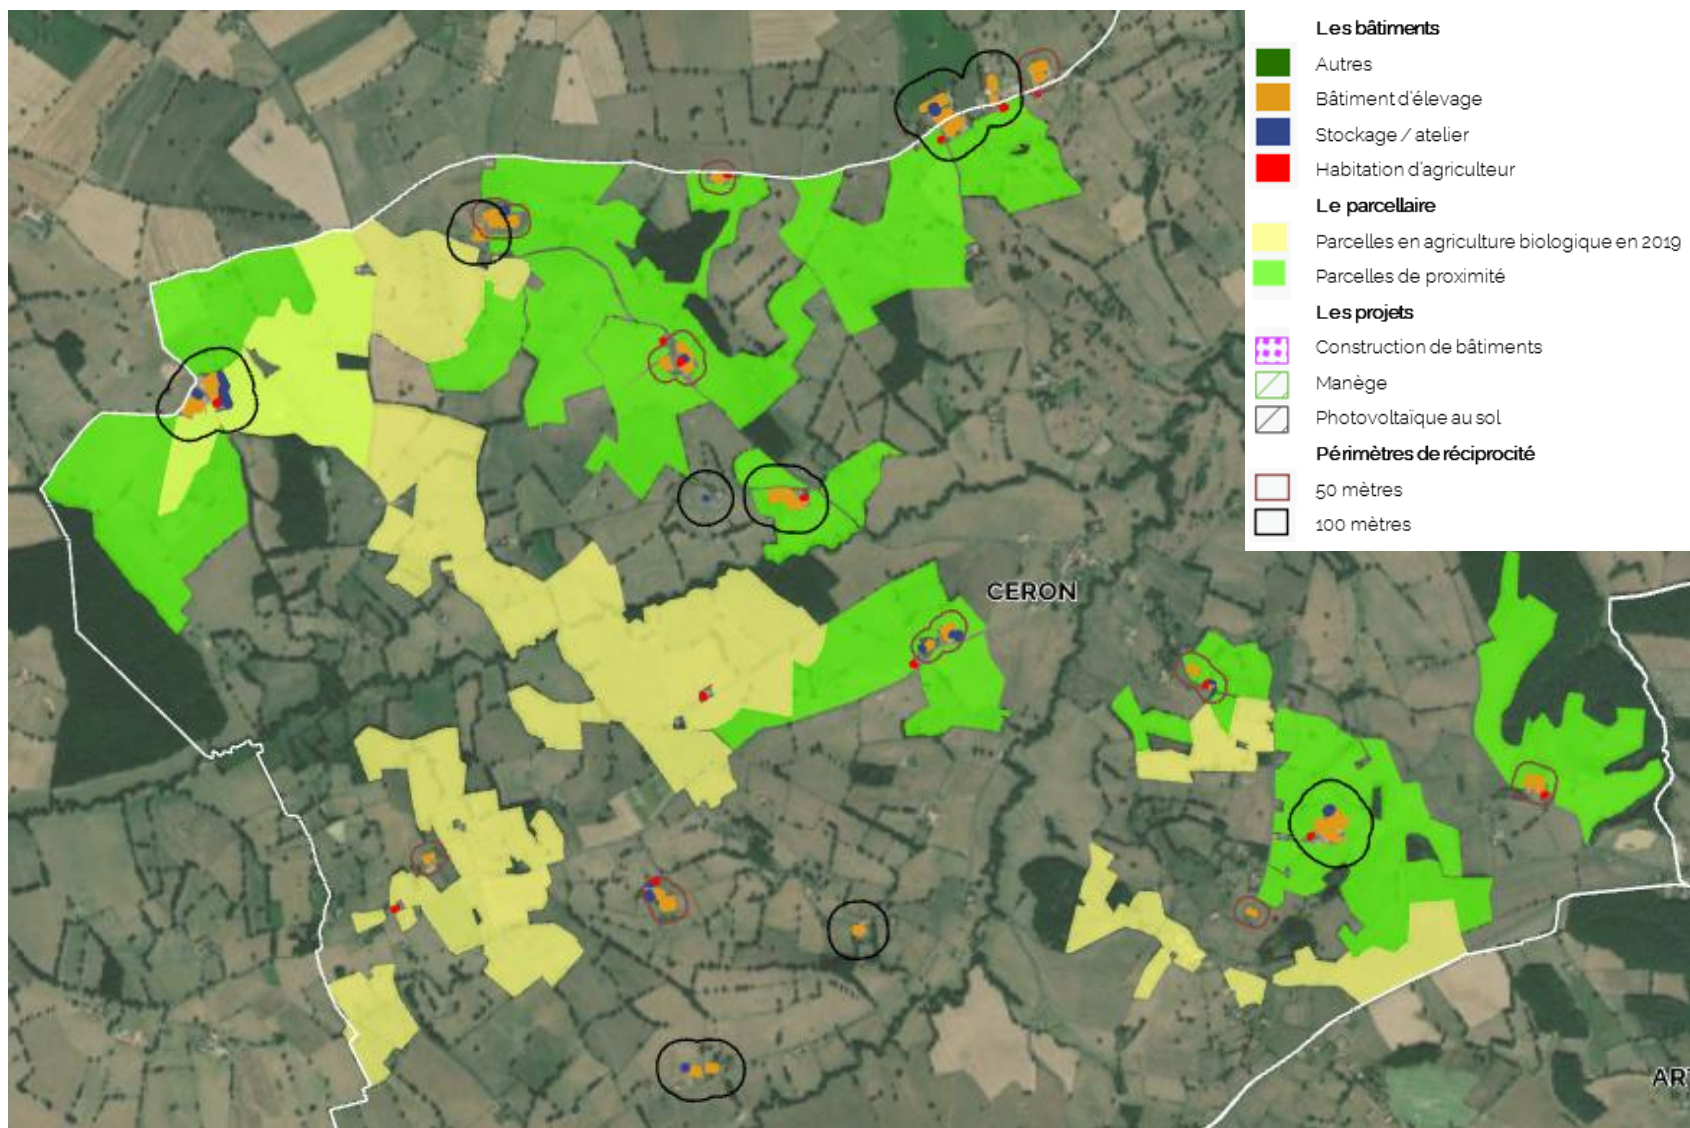 Les bâtiments
Autres
Bâtiment d'élevage
Stockage / atelier
Habitation d'agriculteur
Le parcellaire
Parcelles en agriculture biologique en 2019
Parcelles de proximité
Les projets
Construction de bâtiments
Manège
Photovoltaïque au sol
Périmètres de réciprocité
50 mètres
100 mètres
CERON
AR